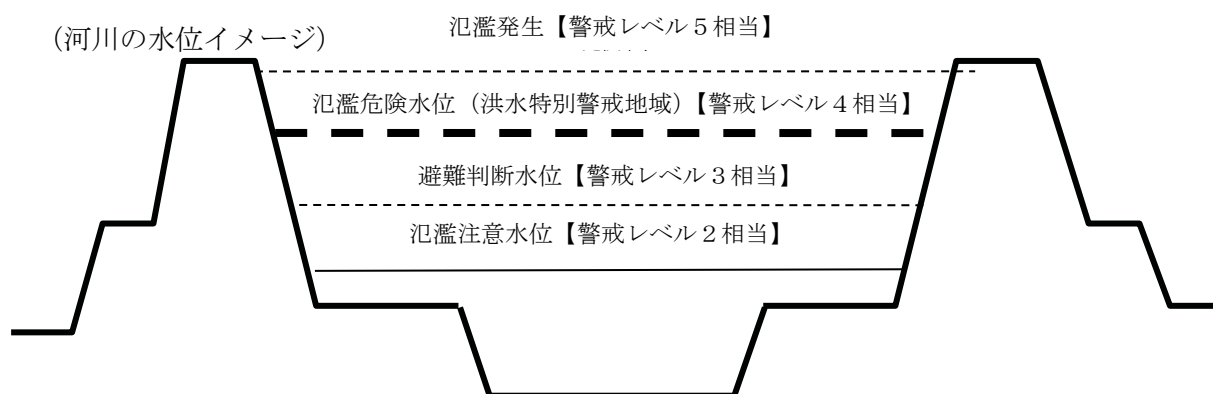 氾濫発生【警戒レベル５相当】
（河川の水位イメージ）
氾濫危険水位（洪水特別警戒地域）【警戒レベル４相当】
避難判断水位【警戒レベル３相当】
氾濫注意水位【警戒レベル２相当】